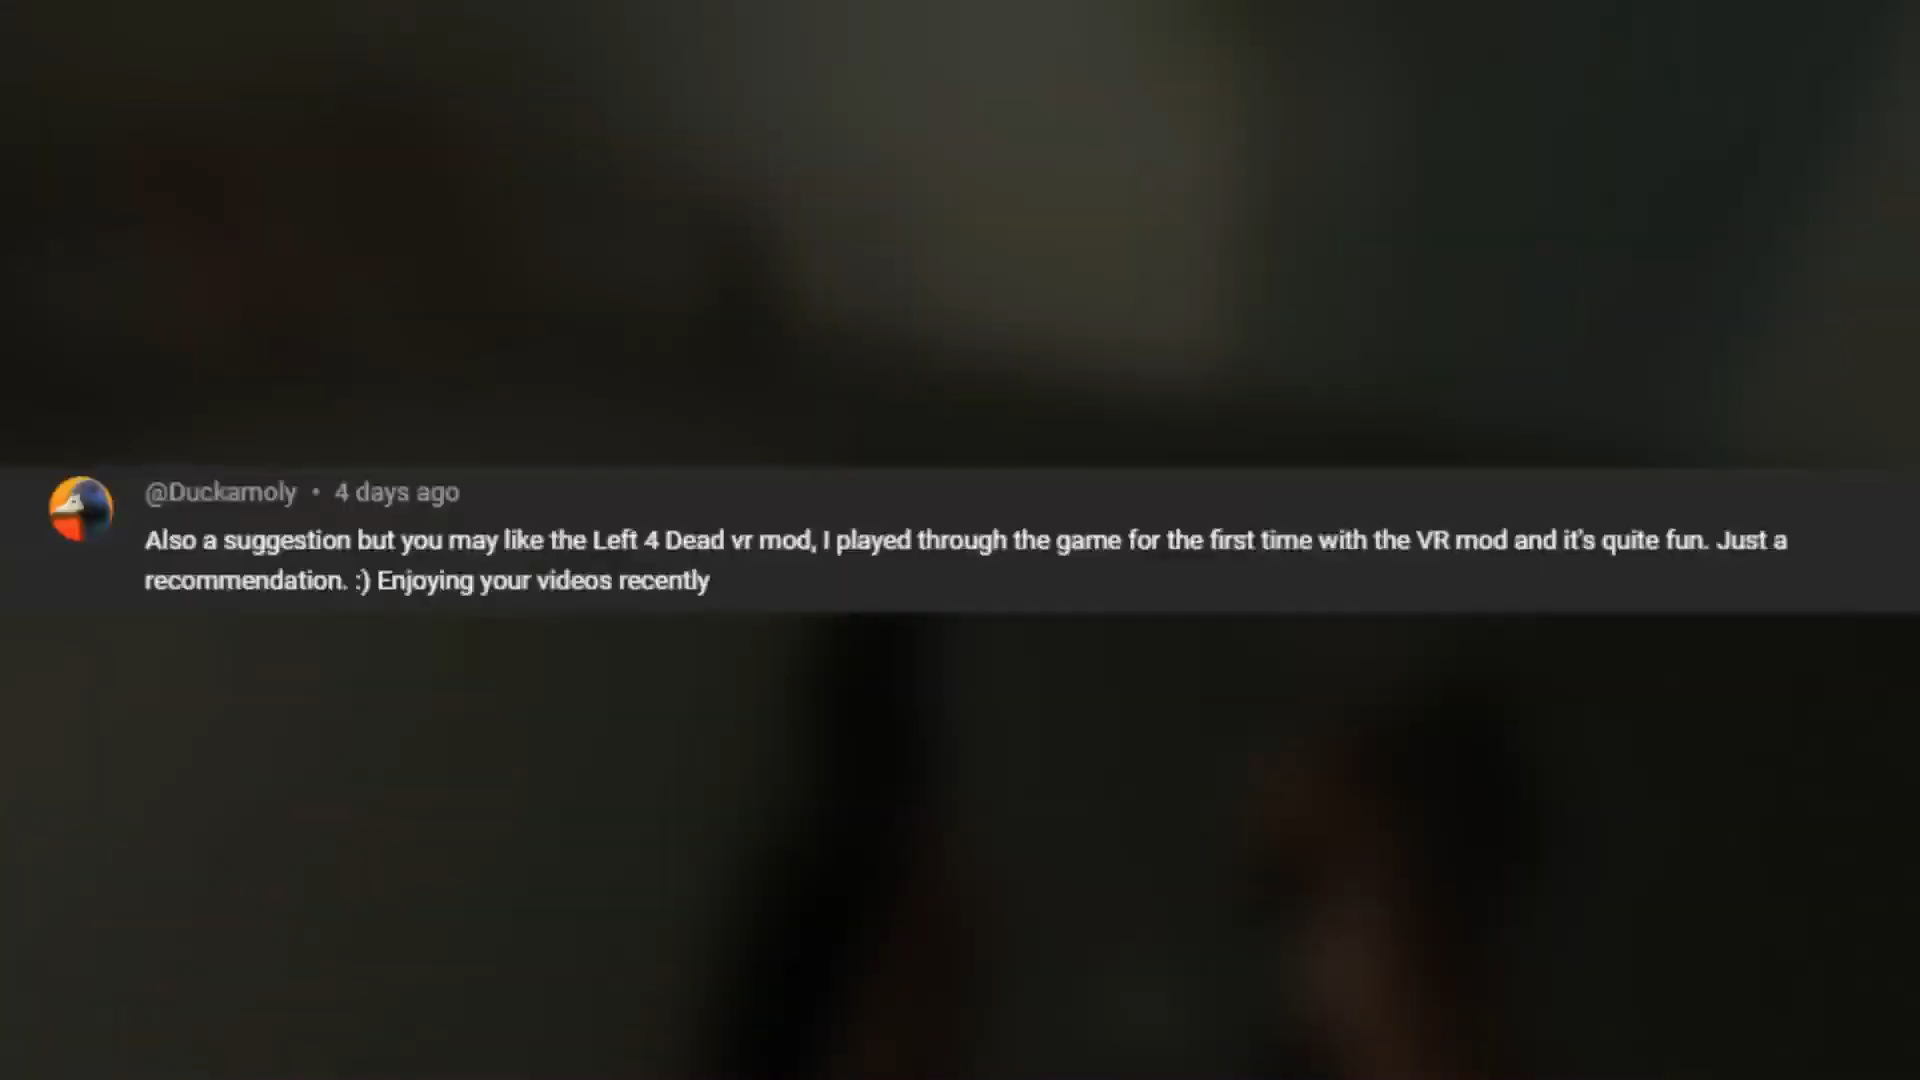 @Duckamoly • 4 days ago
Also a suggestion but you may like the Left 4 Dead vr mod, I played through the game for the first time with the VR mod and it's quite fun. Just a
recommendation. :) Enjoying your videos recently